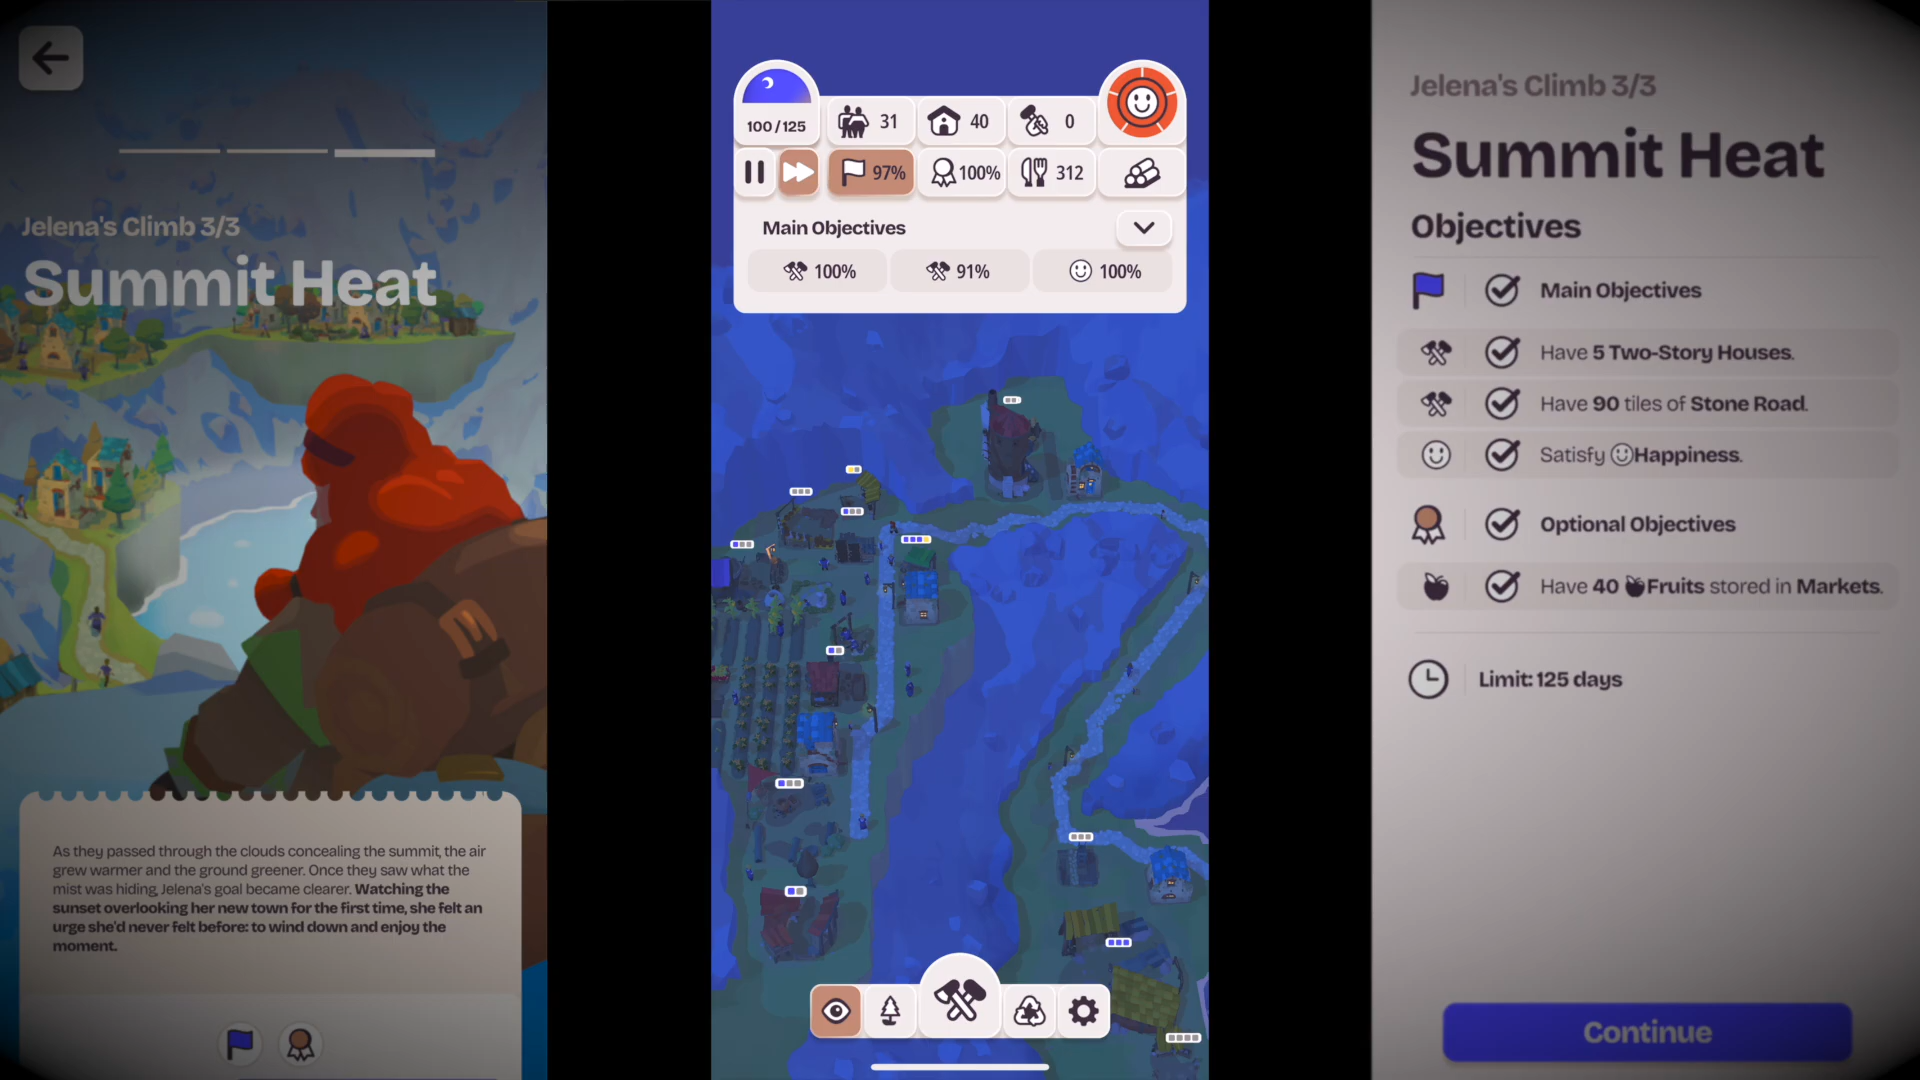 Jelena's Climb 3/3
Summit Heat
As they passed through the clouds concealing the summit, the air
grew warmer and the ground greener. Once they saw what the
mist was hiding, Jelena's goal became clearer. Watching the
sunset overlooking her new town for the first time, she felt an
urge she'd never felt before: to wind down and enjoy the
moment.
100/125
31
40
0
97%
100%
312
Main Objectives
100%
91%
100%
Jelena's Climb 3/3
Summit Heat
Objectives
Main Objectives
Have 5 Two-Story Houses.
Have 90 tiles of Stone Road.
Satisfy Happiness.
Optional Objectives
Have 40 Fruits stored in Markets.
Limit: 125 days
Continue